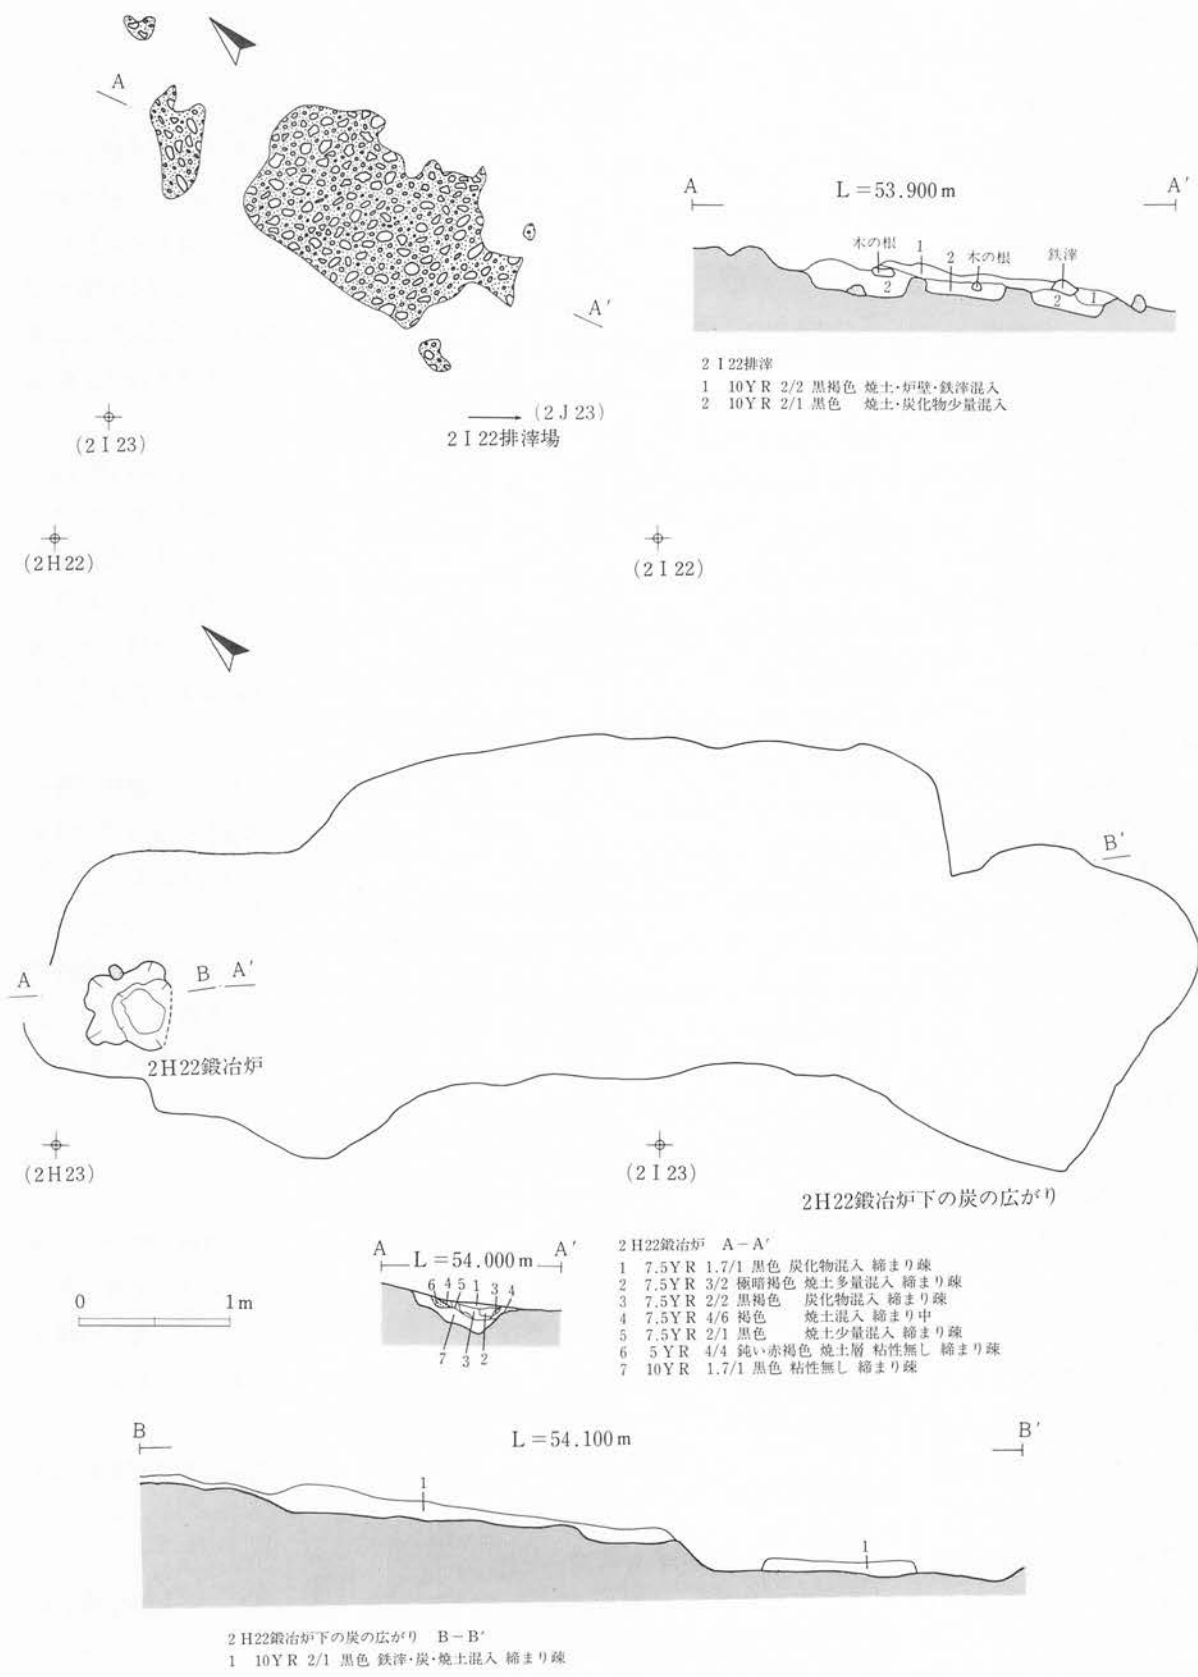 A
A′
(2I23)
(2J23)
2I22排滓場
A
L=53.900m
A′
木の根
1
2
木の根
鉄滓
2
2
1
2I22排滓
1 10YR 2/2 黒褐色 焼土・炉壁・鉄滓混入
2 10YR 2/1 黒色 焼土・炭化物少量混入
(2H22)
(2I22)
B′
A
B
A′
2H22鍛冶炉
(2H23)
(2I23)
2H22鍛冶炉下の炭の広がり
0
1m
A
L=54.000m
A′
6
4
5
1
3
4
7
3
2
2H22鍛冶炉 A-A′
1 7.5YR 1.7/1 黒色 炭化物混入 締まり疎
2 7.5YR 3/2 極暗褐色 焼土多量混入 締まり疎
3 7.5YR 2/2 黒褐色 炭化物混入 締まり疎
4 7.5YR 4/6 褐色 焼土混入 締まり中
5 7.5YR 2/1 黒色 焼土少量混入 締まり疎
6 5YR 4/4 鈍い赤褐色 焼土層 粘性無し 締まり疎
7 10YR 1.7/1 黒色 粘性無し 締まり疎
B
L=54.100m
B′
1
1
2H22鍛冶炉下の炭の広がり B-B′
1 10YR 2/1 黒色 鉄滓・炭・焼土混入 締まり疎